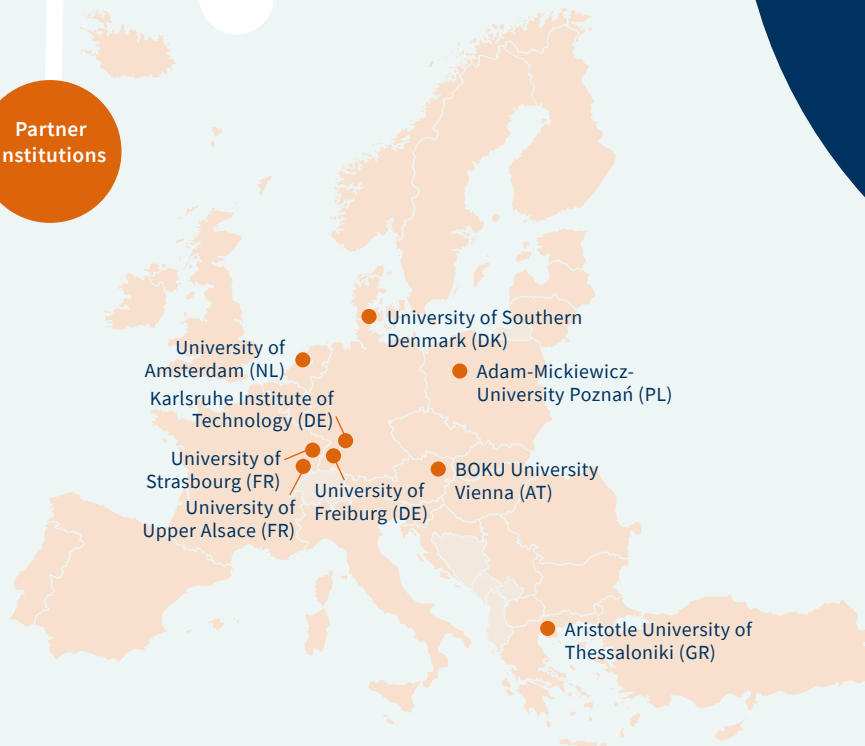 Partner
nstitutions
University of Southern
Denmark (DK)
University of
Amsterdam (NL)
Adam-Mickiewicz-
University Poznań (PL)
Karlsruhe Institute of
Technology (DE)
University of
Strasbourg (FR)
BOKU University
Vienna (AT)
University of
Freiburg (DE)
University of
Upper Alsace (FR)
Aristotle University of
Thessaloniki (GR)